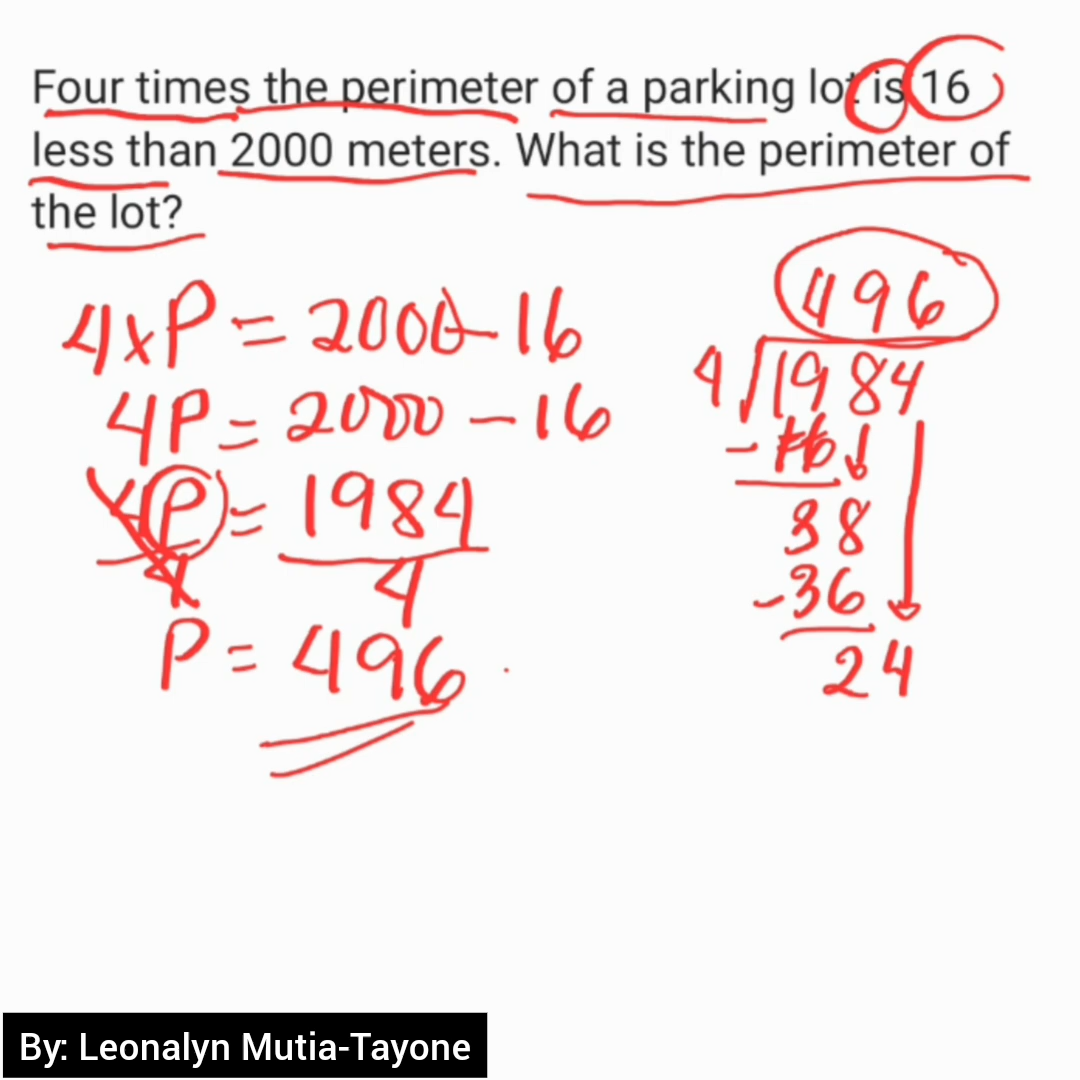 Four times the perimeter of a parking lot is 16
less than 2000 meters. What is the perimeter of
the lot?
4xP = 2000-16
4P = 2000 - 16
4P = 1984
4 4
P = 496
496
4 1984
- 16
38
-36
24
By: Leonalyn Mutia-Tayone